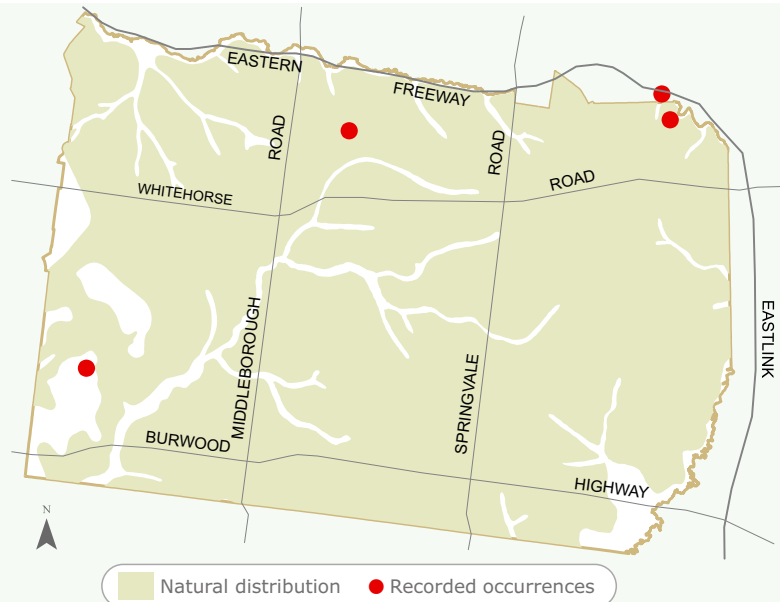 EASTERN
FREEWAY
ROAD
ROAD
WHITEHORSE
ROAD
MIDDLEBOROUGH
SPRINGVALE
EASTLINK
BURWOOD
HIGHWAY
N
Natural distribution
Recorded occurrences